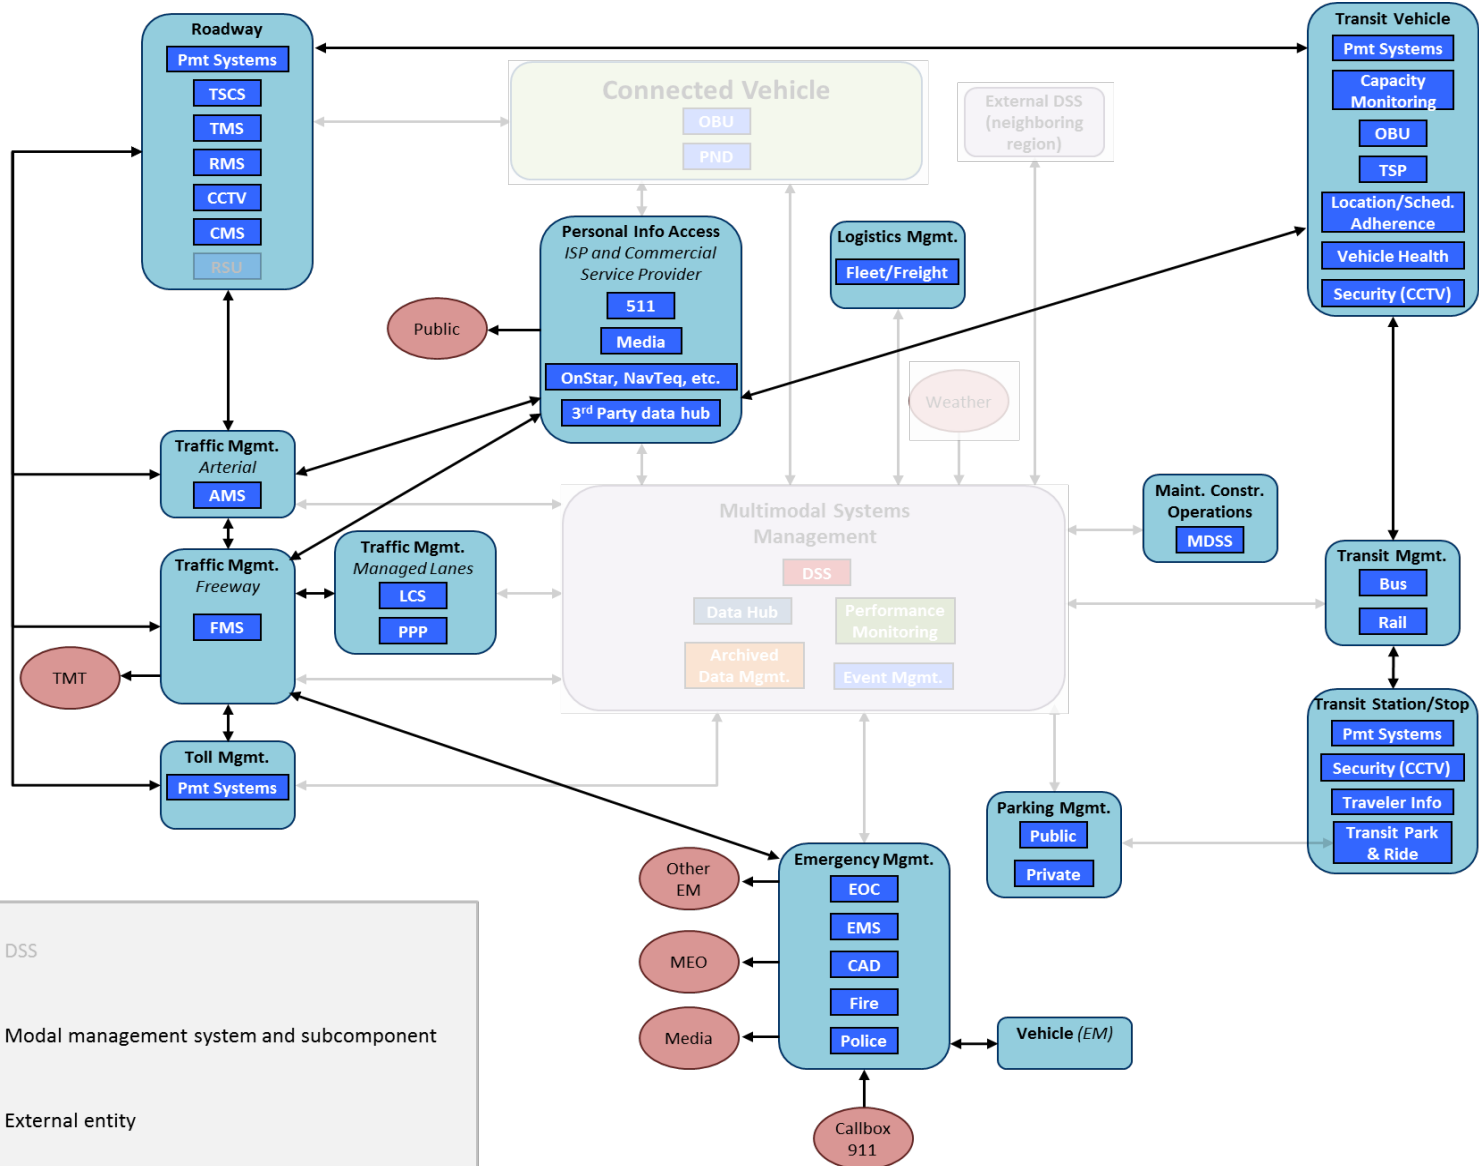 Roadway
Pmt Systems
TSCS
TMS
RMS
CCTV
CMS
RSU
Connected Vehicle
OBU
PND
External DSS
(neighboring
region)
Transit Vehicle
Pmt Systems
Capacity
Monitoring
OBU
TSP
Location/Sched.
Adherence
Vehicle Health
Security (CCTV)
Personal Info Access
ISP and Commercial
Service Provider
511
Media
OnStar, NavTeq, etc.
3rd Party data hub
Public
Logistics Mgmt.
Fleet/Freight
Weather
Traffic Mgmt.
Arterial
AMS
Traffic Mgmt.
Freeway
FMS
Traffic Mgmt.
Managed Lanes
LCS
PPP
TMT
Toll Mgmt.
Pmt Systems
Multimodal Systems
Management
DSS
Data Hub
Performance
Monitoring
Archived
Data Mgmt.
Event Mgmt.
Maint. Constr.
Operations
MDSS
Transit Mgmt.
Bus
Rail
Transit Station/Stop
Pmt Systems
Security (CCTV)
Traveler Info
Transit Park
& Ride
Parking Mgmt.
Public
Private
Emergency Mgmt.
EOC
EMS
CAD
Fire
Police
Other
EM
MEO
Media
Vehicle (EM)
Callbox
911
DSS
Modal management system and subcomponent
External entity